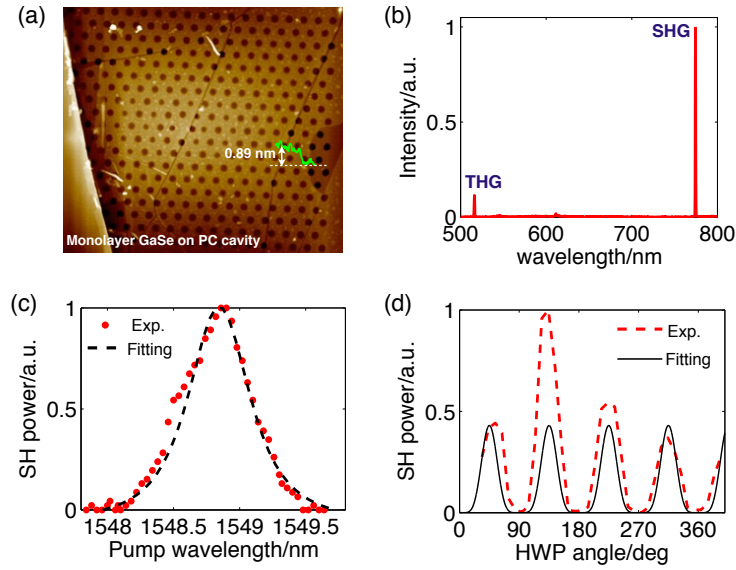 (a)
0.89 nm
Monolayer GaSe on PC cavity
(b)
Intensity/a.u.
1
0.5
0
SHG
THG
500 600 700 800
wavelength/nm
(c)
SH power/a.u.
1
0.5
0
Exp.
Fitting
1548 1548.5 1549 1549.5
Pump wavelength/nm
(d)
SH power/a.u.
1
0.5
0
Exp.
Fitting
0 90 180 270 360
HWP angle/deg